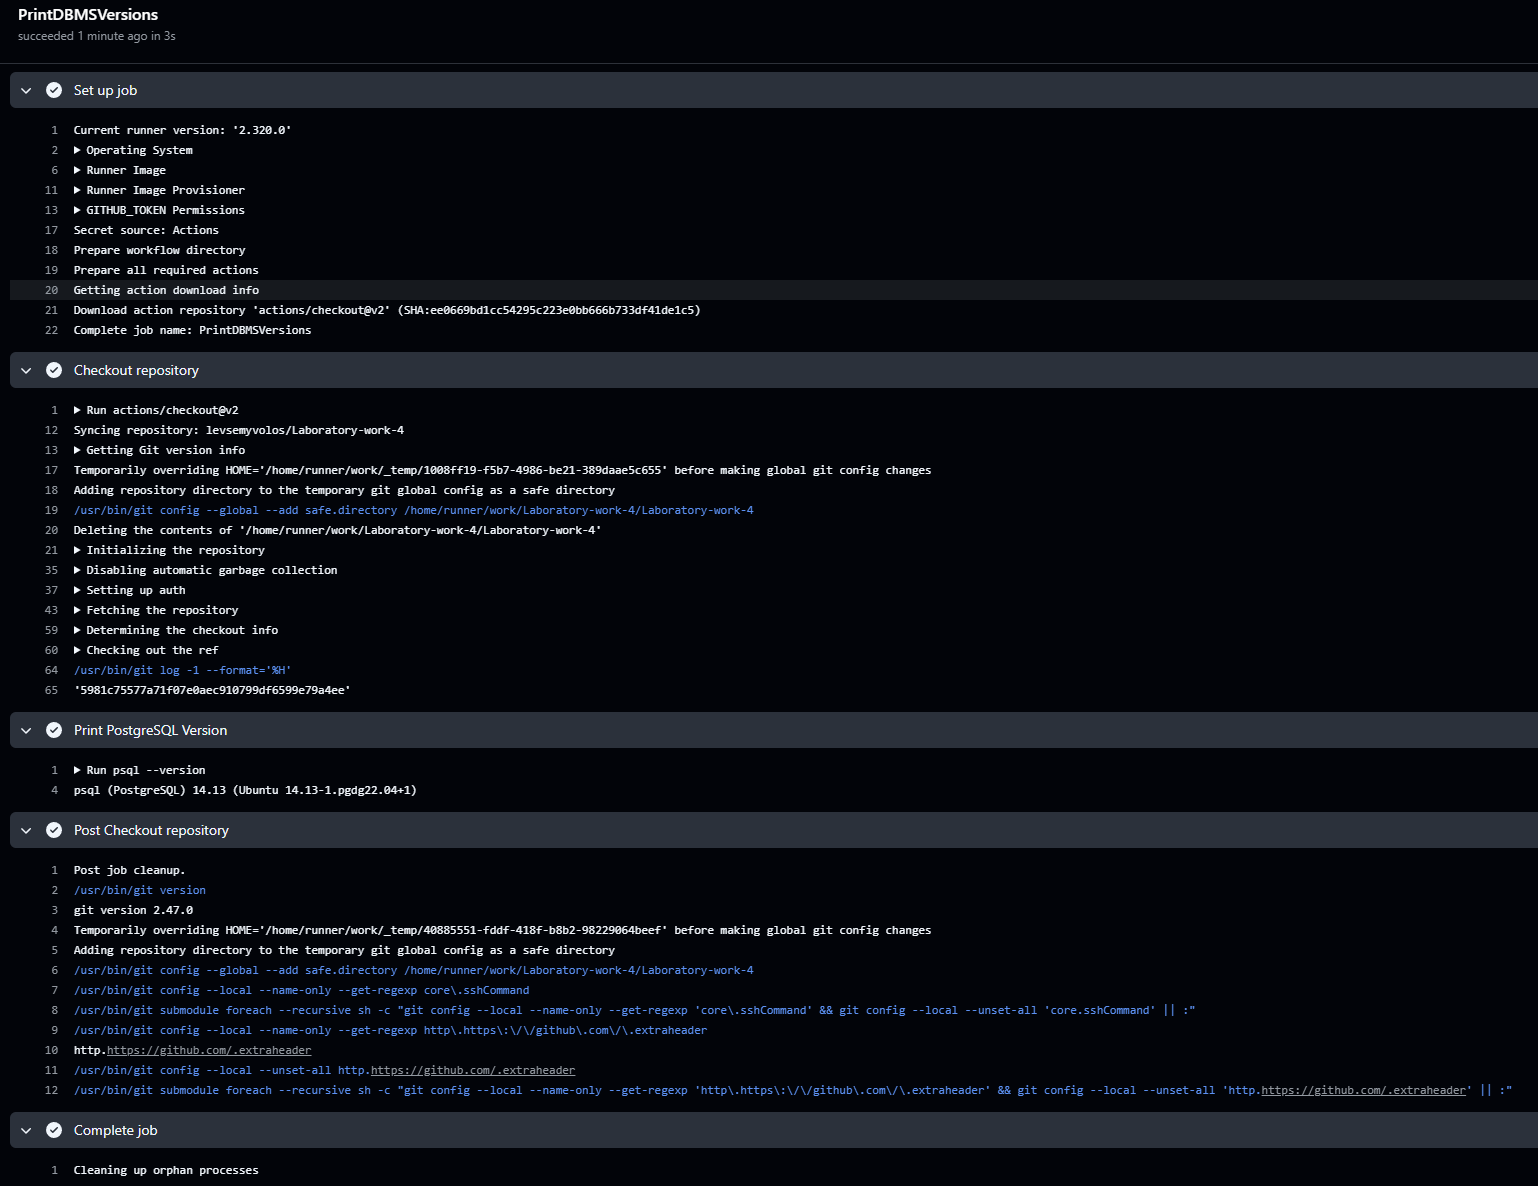 PrintDBMSVersions
succeeded 1 minute ago in 3s
Set up job
1 Current runner version: '2.320.0'
2 ▶ Operating System
6 ▶ Runner Image
11 ▶ Runner Image Provisioner
13 ▶ GITHUB_TOKEN Permissions
17 Secret source: Actions
18 Prepare workflow directory
19 Prepare all required actions
20 Getting action download info
21 Download action repository 'actions/checkout@v2' (SHA:ee0669bd1cc54295c223e0bb666b733df41de1c5)
22 Complete job name: PrintDBMSVersions
Checkout repository
1 ▶ Run actions/checkout@v2
12 Syncing repository: levsemyvolos/Laboratory-work-4
13 ▶ Getting Git version info
17 Temporarily overriding HOME='/home/runner/work/_temp/1008ff19-f5b7-4986-be21-389daae5c655' before making global git config changes
18 Adding repository directory to the temporary git global config as a safe directory
19 /usr/bin/git config --global --add safe.directory /home/runner/work/Laboratory-work-4/Laboratory-work-4
20 Deleting the contents of '/home/runner/work/Laboratory-work-4/Laboratory-work-4'
21 ▶ Initializing the repository
35 ▶ Disabling automatic garbage collection
37 ▶ Setting up auth
43 ▶ Fetching the repository
59 ▶ Determining the checkout info
60 ▶ Checking out the ref
64 /usr/bin/git log -1 --format='%H'
65 '5981c75577a71f07e0aec910799df6599e79a4ee'
Print PostgreSQL Version
1 ▶ Run psql --version
4 psql (PostgreSQL) 14.13 (Ubuntu 14.13-1.pgdg22.04+1)
Post Checkout repository
1 Post job cleanup.
2 /usr/bin/git version
3 git version 2.47.0
4 Temporarily overriding HOME='/home/runner/work/_temp/40885551-fddf-418f-b8b2-98229064beef' before making global git config changes
5 Adding repository directory to the temporary git global config as a safe directory
6 /usr/bin/git config --global --add safe.directory /home/runner/work/Laboratory-work-4/Laboratory-work-4
7 /usr/bin/git config --local --name-only --get-regexp core\.sshCommand
8 /usr/bin/git submodule foreach --recursive sh -c "git config --local --name-only --get-regexp 'core\.sshCommand' && git config --local --unset-all 'core.sshCommand' || :"
9 /usr/bin/git config --local --name-only --get-regexp http\.https\:\/\/github\.com\/\.extraheader
10 http.https://github.com/.extraheader
11 /usr/bin/git config --local --unset-all http.https://github.com/.extraheader
12 /usr/bin/git submodule foreach --recursive sh -c "git config --local --name-only --get-regexp 'http\.https\:\/\/github\.com\/\.extraheader' && git config --local --unset-all 'http.https://github.com/.extraheader' || :"
Complete job
1 Cleaning up orphan processes